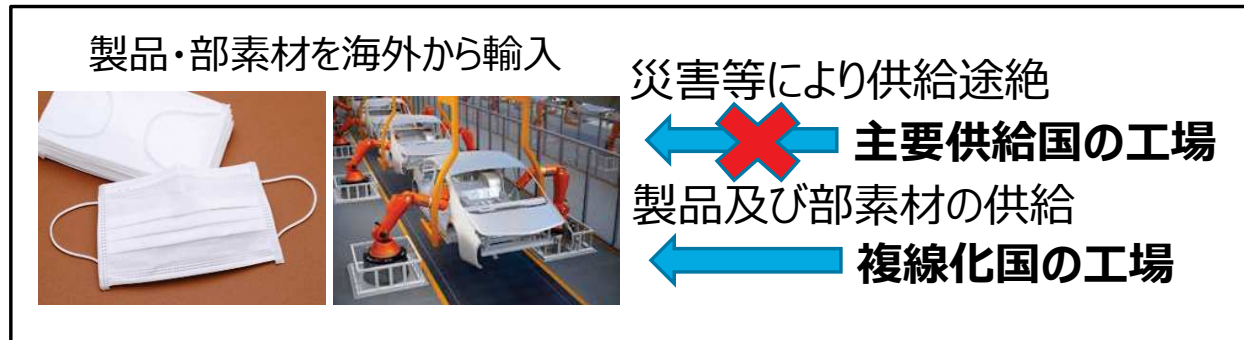 製品・部素材を海外から輸入
災害等により供給途絶
主要供給国の工場
製品及び部素材の供給
複線化国の工場